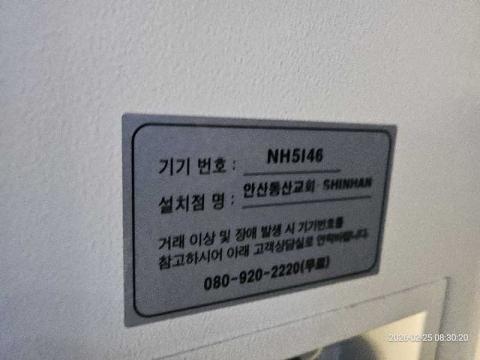 기기 번호 : NH5146
설치점 명 : 안산동산교회 - SHINHAN
거래 이상 및 장애 발생 시 기기번호를
참고하시어 아래 고객상담실로 연락바랍니다.
080-920-2220(무료)
2026-02-25 08:30:20